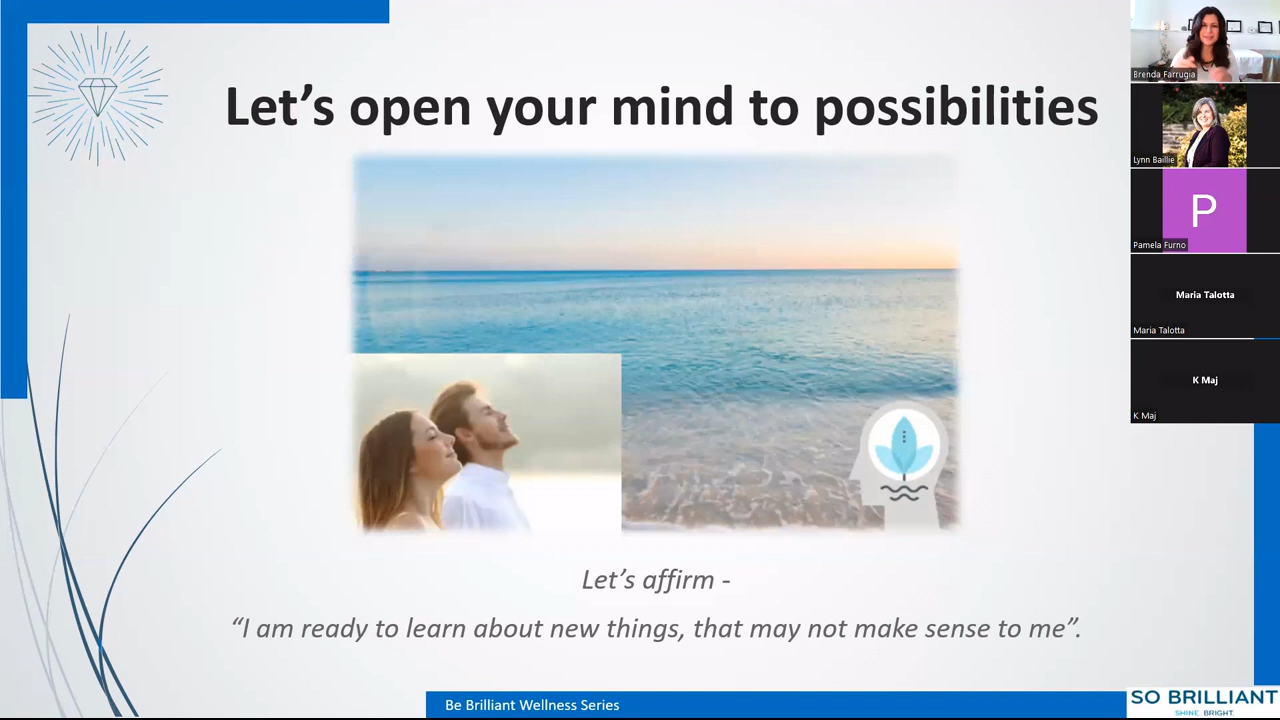 Let’s open your mind to possibilities
Let’s affirm -
“I am ready to learn about new things, that may not make sense to me”.
Be Brilliant Wellness Series
SO BRILLIANT
SHINE. BRIGHT.
Brenda Farrugia
Lynn Baillie
P
Pamela Furno
Maria Talotta
Maria Talotta
K Maj
K Maj